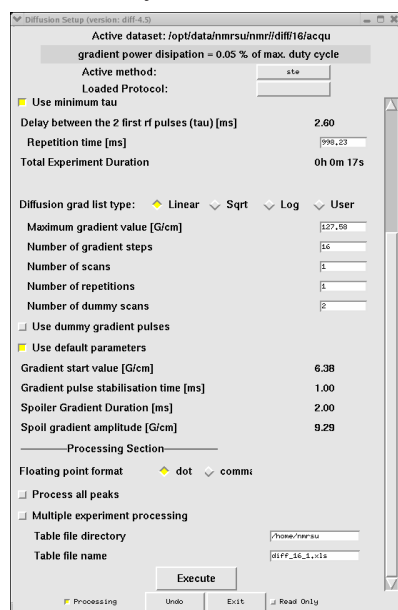 Diffusion Setup (version: diff-4.5)
Active dataset: /opt/data/nmrsu/nmr//diff/16/acqu
gradient power disipation = 0.05 % of max. duty cycle
Active method: ste
Loaded Protocol:
Use minimum tau
Delay between the 2 first rf pulses (tau) [ms] 2.60
Repetition time [ms] 998.23
Total Experiment Duration 0h 0m 17s
Diffusion grad list type: Linear Sqrt Log User
Maximum gradient value [G/cm] 127.58
Number of gradient steps 16
Number of scans 1
Number of repetitions 1
Number of dummy scans 2
Use dummy gradient pulses
Use default parameters
Gradient start value [G/cm] 6.38
Gradient pulse stabilisation time [ms] 1.00
Spoiler Gradient Duration [ms] 2.00
Spoil gradient amplitude [G/cm] 9.29
———Processing Section———
Floating point format dot comma
Process all peaks
Multiple experiment processing
Table file directory /home/nmrsu
Table file name diff_16_1.xls
Execute
Processing Undo Exit Read Only